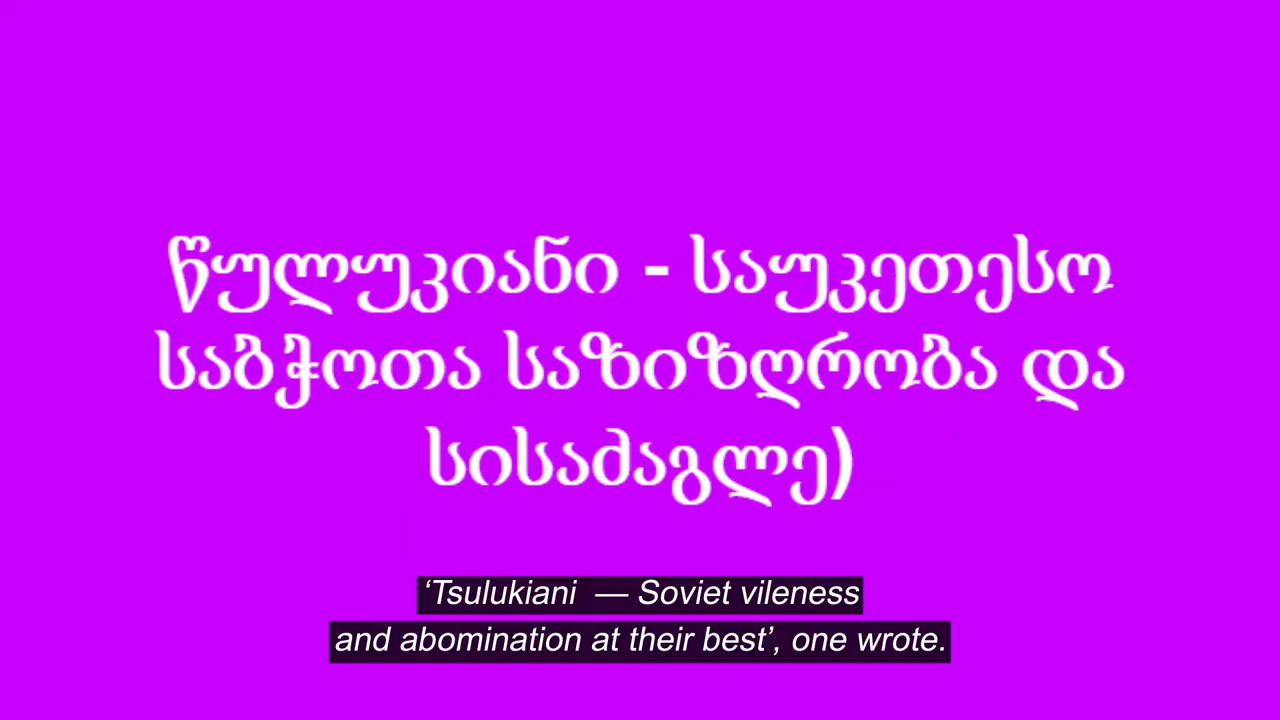 წულუკიანი - საუკეთესო
საბჭოთა საზიზღრობა და
სისაძაგლე)
‘Tsulukiani — Soviet vileness
and abomination at their best’, one wrote.